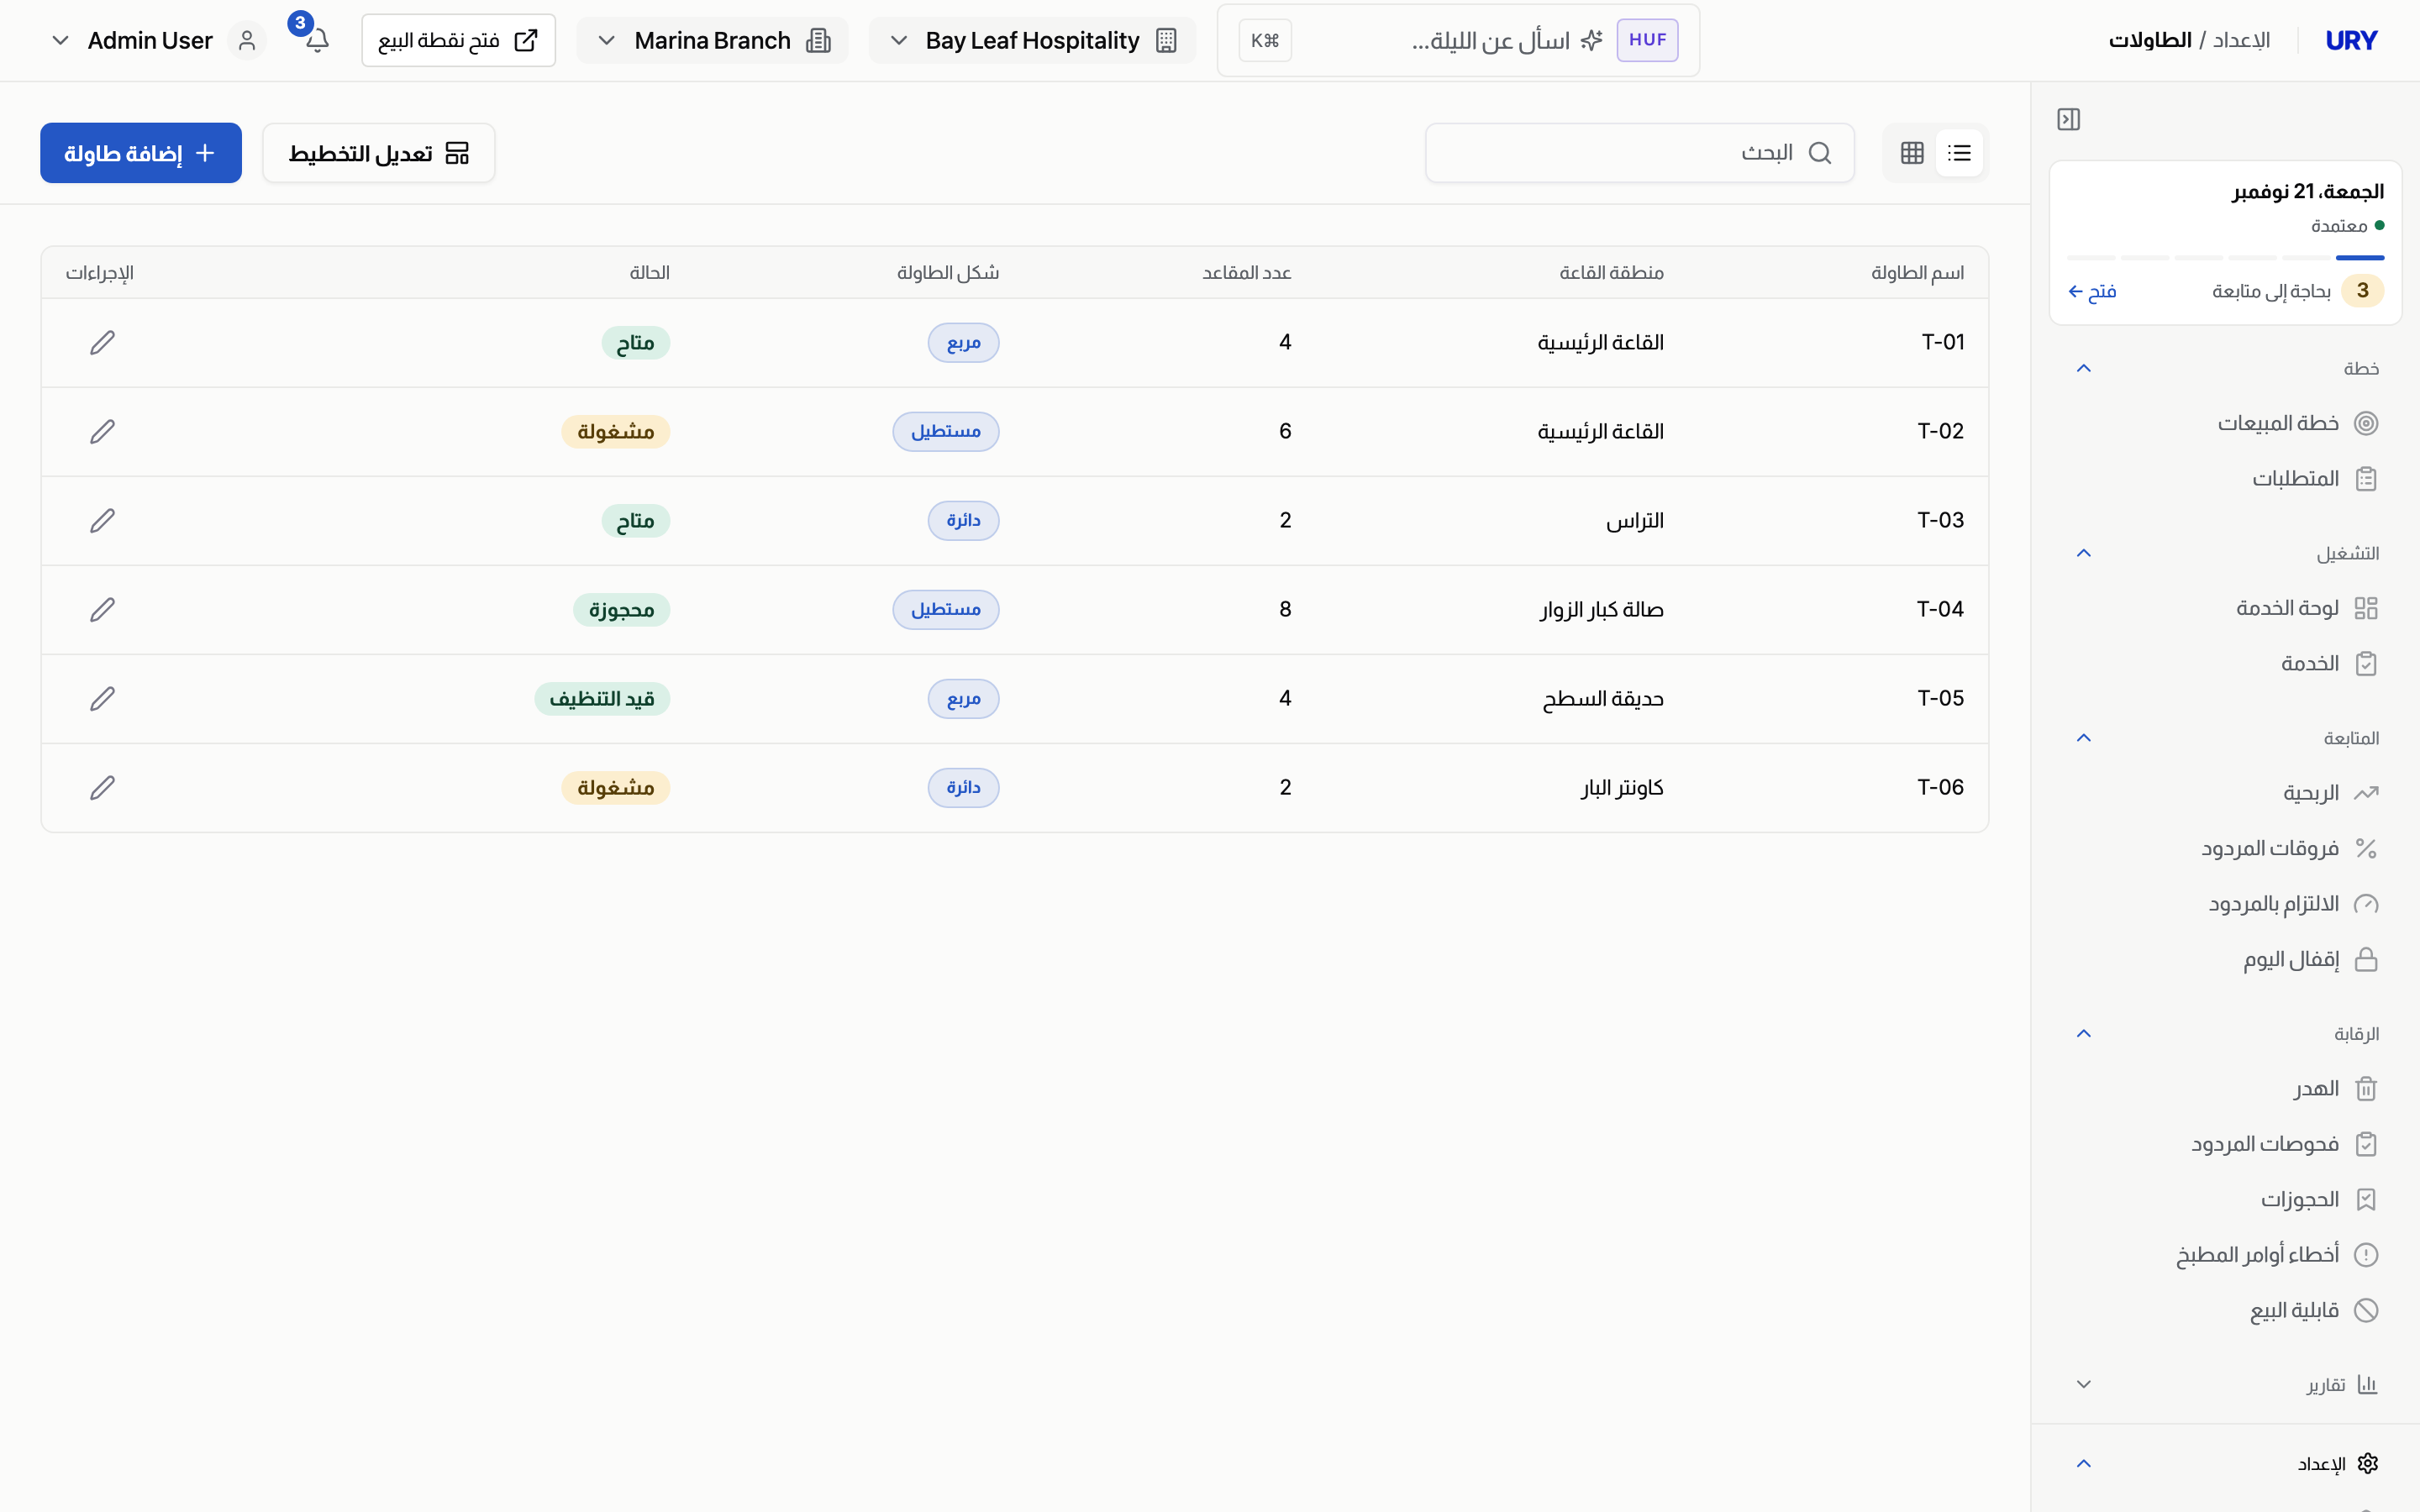 URY
الإعداد / الطاولات
HUF
اسأل عن الليلة...
⌘K
Bay Leaf Hospitality
Marina Branch
فتح نقطة البيع
3
Admin User
الجمعة، 21 نوفمبر
معتمدة
3 بحاجة إلى متابعة
فتح ←
خطة
خطة المبيعات
المتطلبات
التشغيل
لوحة الخدمة
الخدمة
المتابعة
الربحية
فروقات المردود
الالتزام بالمردود
إقفال اليوم
الرقابة
الهدر
فحوصات المردود
الحجوزات
أخطاء أوامر المطبخ
قابلية البيع
تقارير
الإعداد
البحث
تعديل التخطيط
إضافة طاولة
اسم الطاولة منطقة القاعة عدد المقاعد شكل الطاولة الحالة الإجراءات
T-01 القاعة الرئيسية 4 مربع متاح
T-02 القاعة الرئيسية 6 مستطيل مشغولة
T-03 التراس 2 دائرة متاح
T-04 صالة كبار الزوار 8 مستطيل محجوزة
T-05 حديقة السطح 4 مربع قيد التنظيف
T-06 كاونتر البار 2 دائرة مشغولة